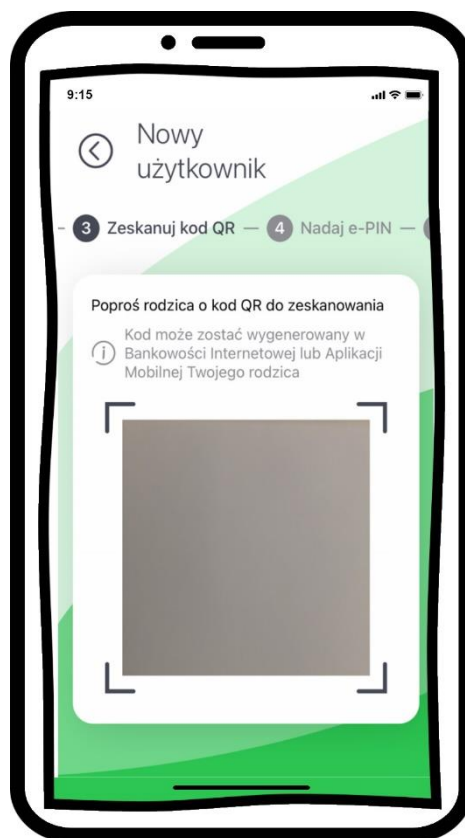 9:15
Nowy
użytkownik
3 Zeskanuj kod QR — 4 Nadaj e-PIN —
Poproś rodzica o kod QR do zeskanowania
Kod może zostać wygenerowany w
Bankowości Internetowej lub Aplikacji
Mobilnej Twojego rodzica